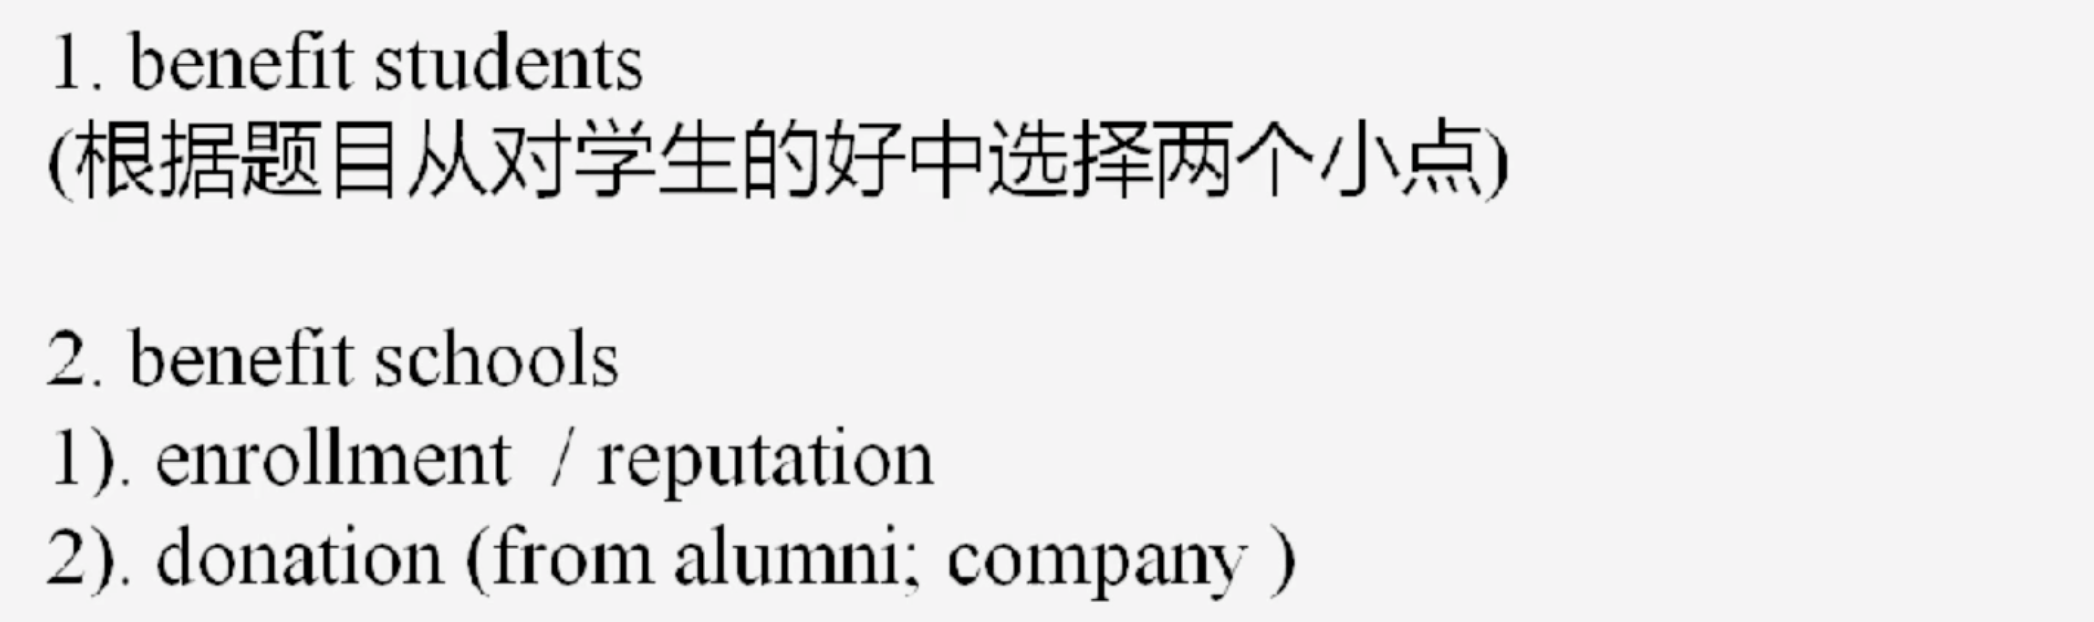 1. benefit students
(根据题目从对学生的好中选择两个小点)
2. benefit schools
1). enrollment / reputation
2). donation (from alumni; company )